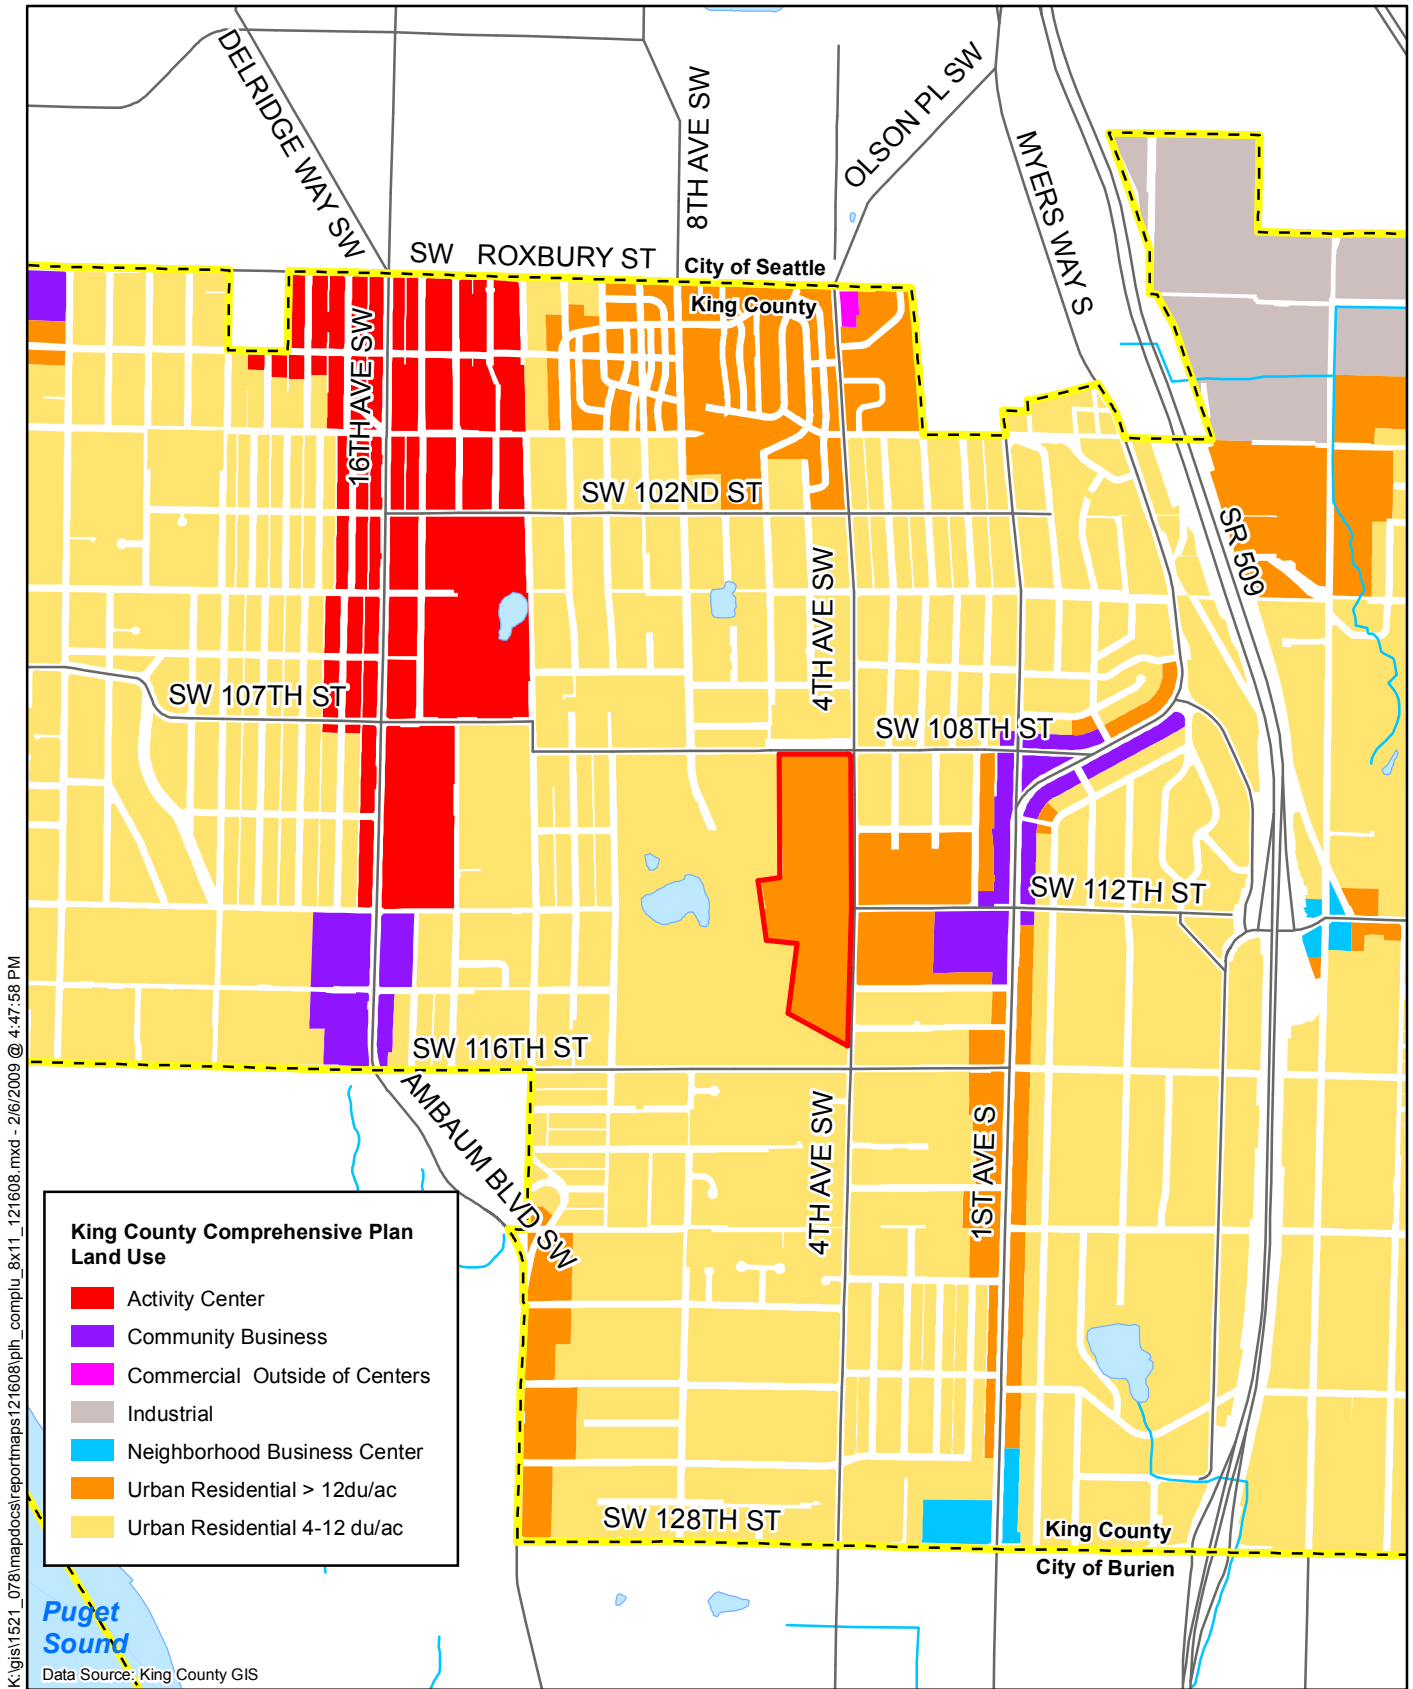 DELRIDGE WAY SW
8TH AVE SW
OLSON PL SW
MYERS WAY S
SW ROXBURY ST
City of Seattle
King County
16TH AVE SW
SW 102ND ST
SR 509
4TH AVE SW
SW 107TH ST
SW 108TH ST
SW 112TH ST
SW 116TH ST
AMBAUM BLVD SW
4TH AVE SW
1ST AVE S
King County Comprehensive Plan
Land Use
Activity Center
Community Business
Commercial Outside of Centers
Industrial
Neighborhood Business Center
Urban Residential > 12du/ac
Urban Residential 4-12 du/ac
SW 128TH ST
King County
City of Burien
Puget
Sound
Data Source: King County GIS
K:\gis\1521_078\mapdocs\reportmaps121608\plh_complu_8x11_121608.mxd - 2/6/2009 @ 4:47:58 PM